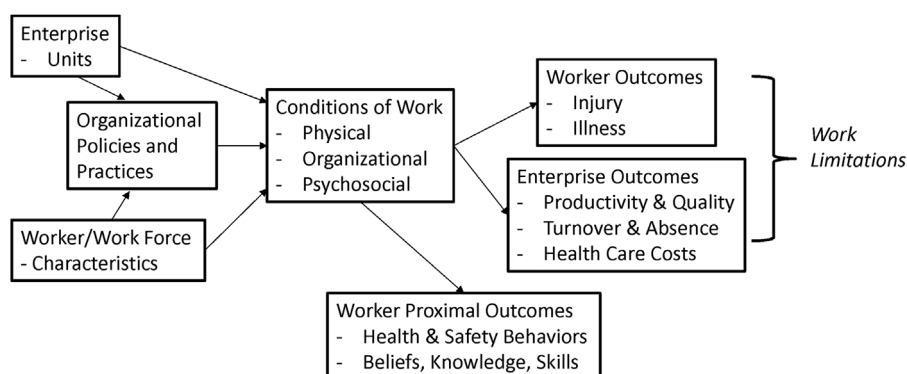 Enterprise
- Units
Organizational
Policies and
Practices
Worker/Work Force
- Characteristics
Conditions of Work
- Physical
- Organizational
- Psychosocial
Worker Outcomes
- Injury
- Illness
Enterprise Outcomes
- Productivity & Quality
- Turnover & Absence
- Health Care Costs
Work
Limitations
Worker Proximal Outcomes
- Health & Safety Behaviors
- Beliefs, Knowledge, Skills